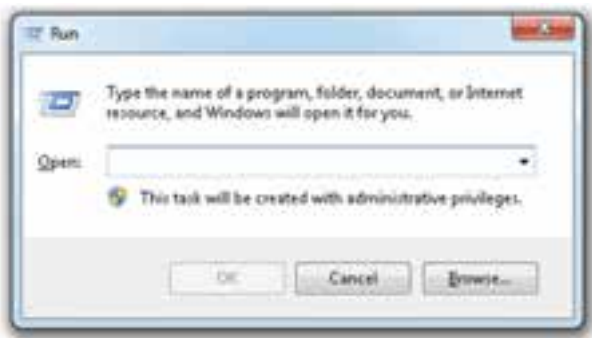 Run
Type the name of a program, folder, document, or Internet
resource, and Windows will open it for you.
Open:
This task will be created with administrative privileges.
OK
Cancel
Browse...